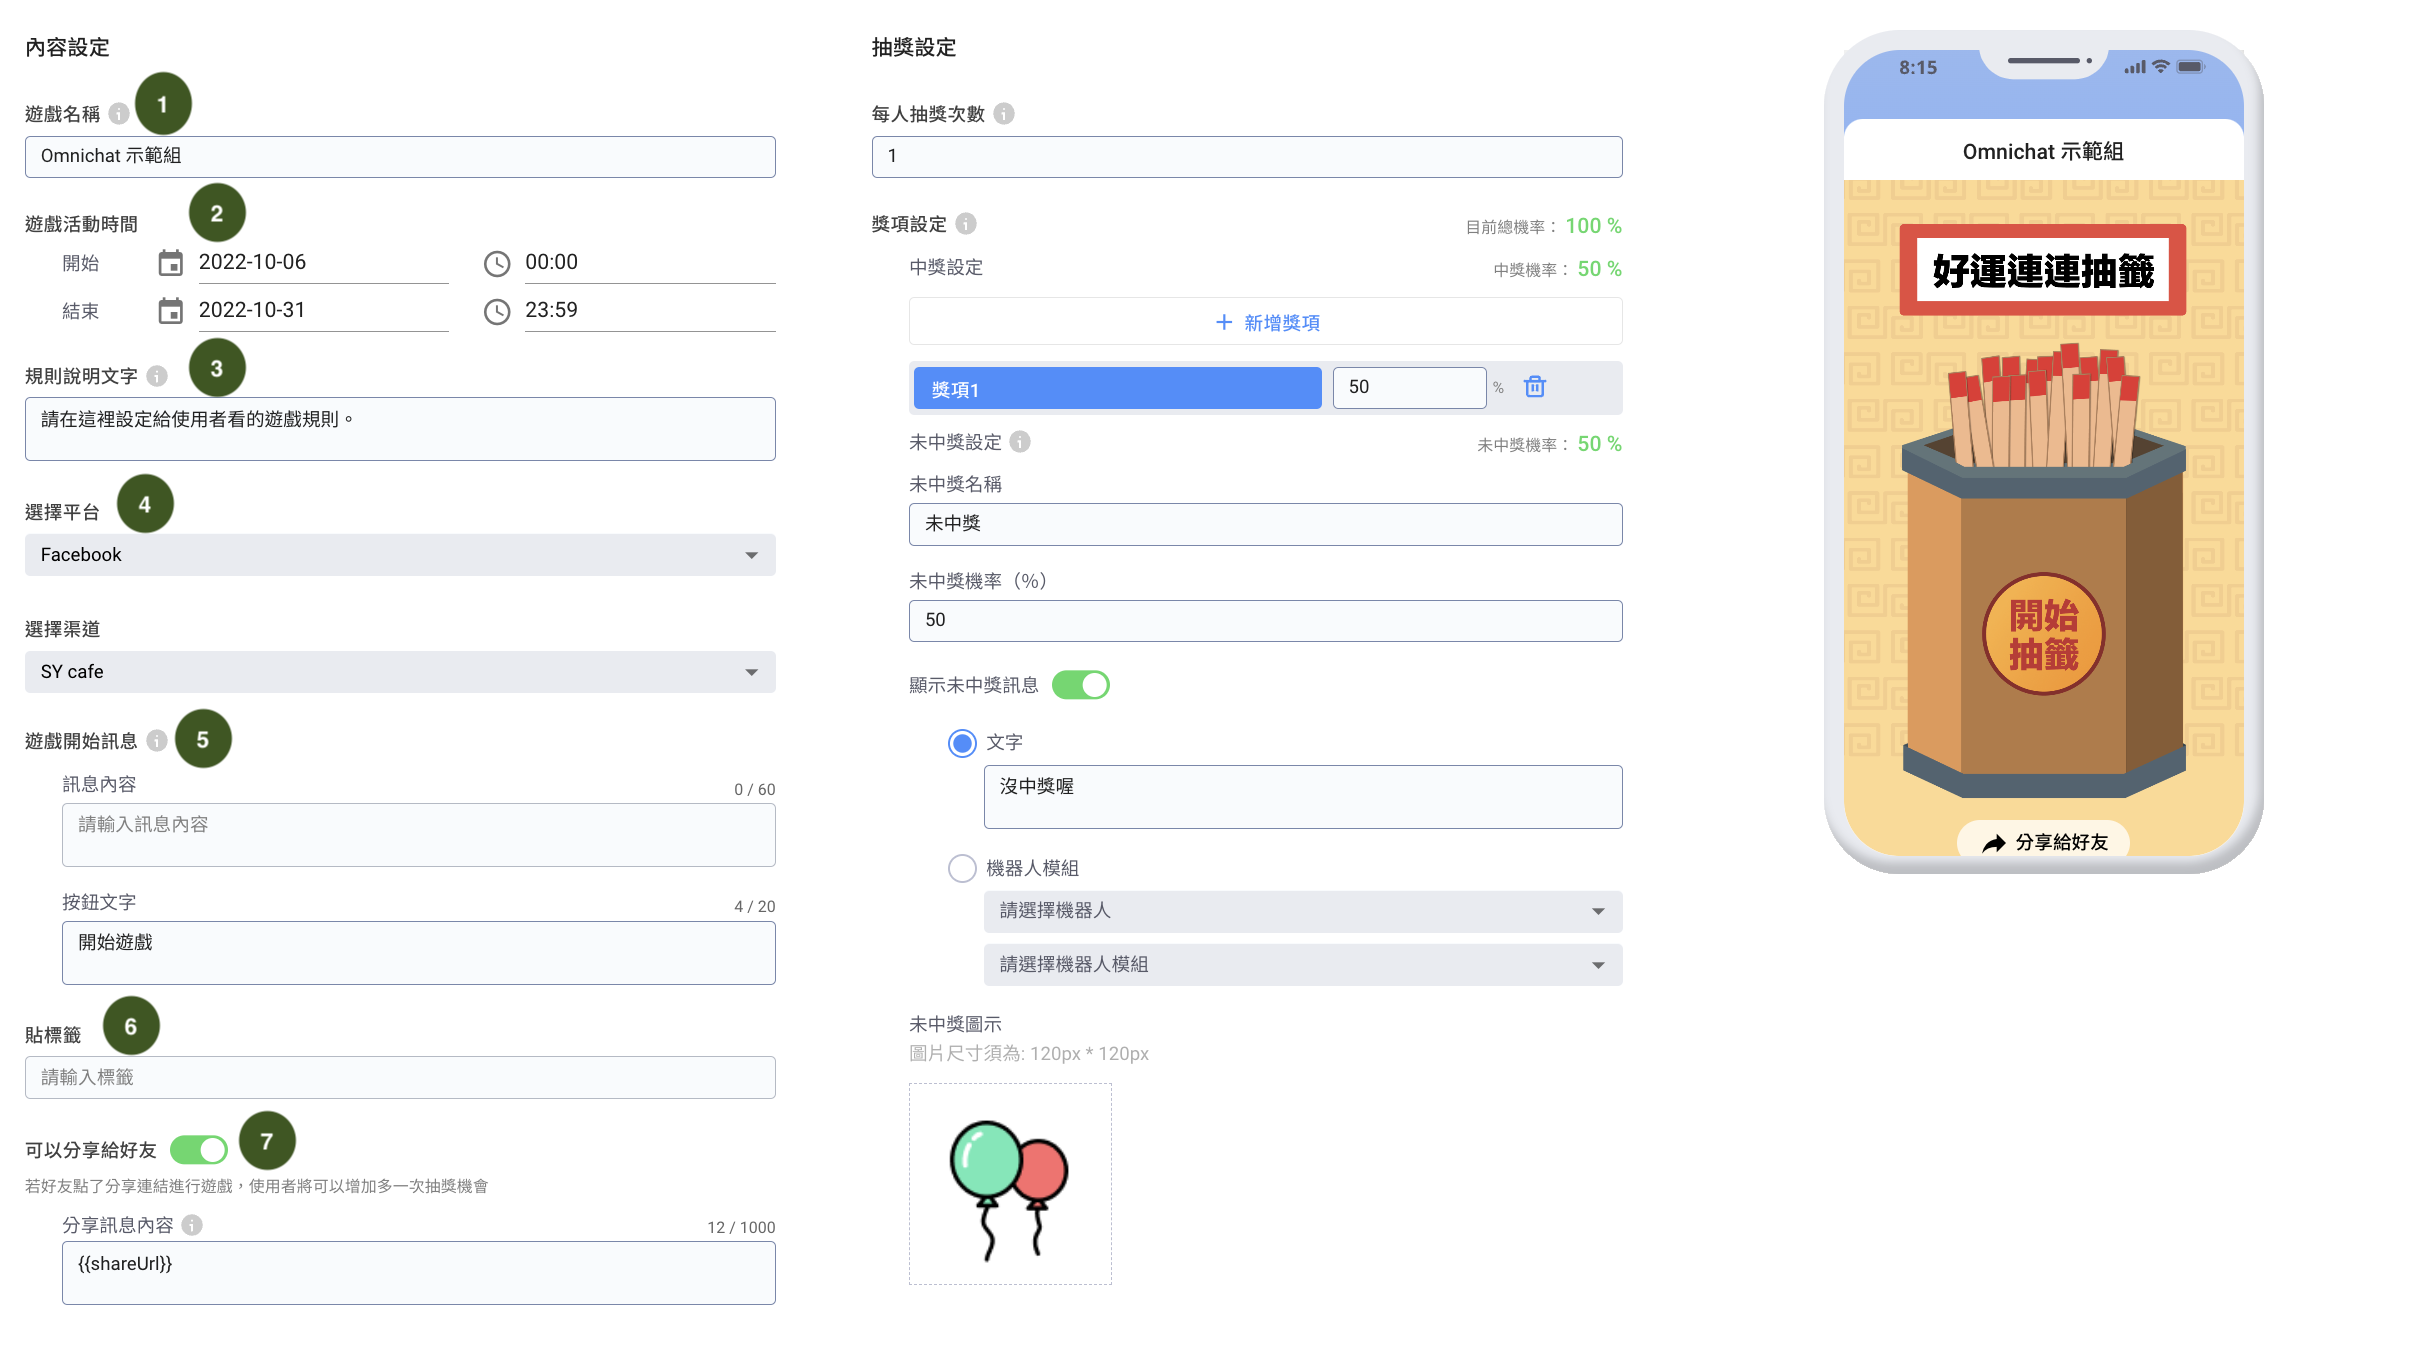 內容設定
遊戲名稱 i 1
Omnichat 示範組
遊戲活動時間 2
開始 2022-10-06 00:00
結束 2022-10-31 23:59
規則說明文字 i 3
請在這裡設定給使用者看的遊戲規則。
選擇平台 4
Facebook
選擇渠道
SY cafe
遊戲開始訊息 i 5
訊息內容 0 / 60
請輸入訊息內容
按鈕文字 4 / 20
開始遊戲
貼標籤 6
請輸入標籤
可以分享給好友 7
若好友點了分享連結進行遊戲，使用者將可以增加多一次抽獎機會
分享訊息內容 i 12 / 1000
{{shareUrl}}
抽獎設定
每人抽獎次數 i
1
獎項設定 i 目前總機率： 100 %
中獎設定 中獎機率： 50 %
+ 新增獎項
獎項1 50 %
未中獎設定 i 未中獎機率： 50 %
未中獎名稱
未中獎
未中獎機率（%）
50
顯示未中獎訊息
文字
沒中獎喔
機器人模組
請選擇機器人
請選擇機器人模組
未中獎圖示
圖片尺寸須為: 120px * 120px
8:15
Omnichat 示範組
好運連連抽籤
開始
抽籤
分享給好友